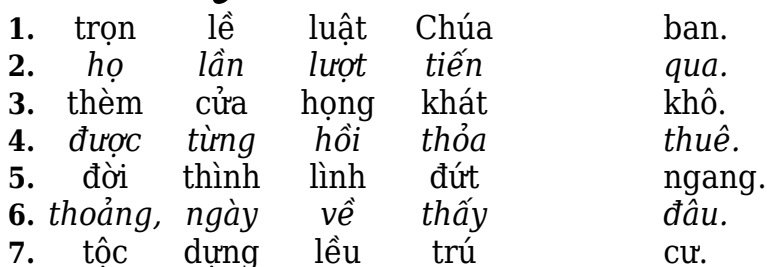 1. trọn lề luật Chúa ban.
2. họ lần lượt tiến qua.
3. thèm cửa họng khát khô.
4. được từng hồi thỏa thuê.
5. đời thình lình đứt ngang.
6. thoảng, ngày về thấy đâu.
7. tộc dựng lều trú cư.